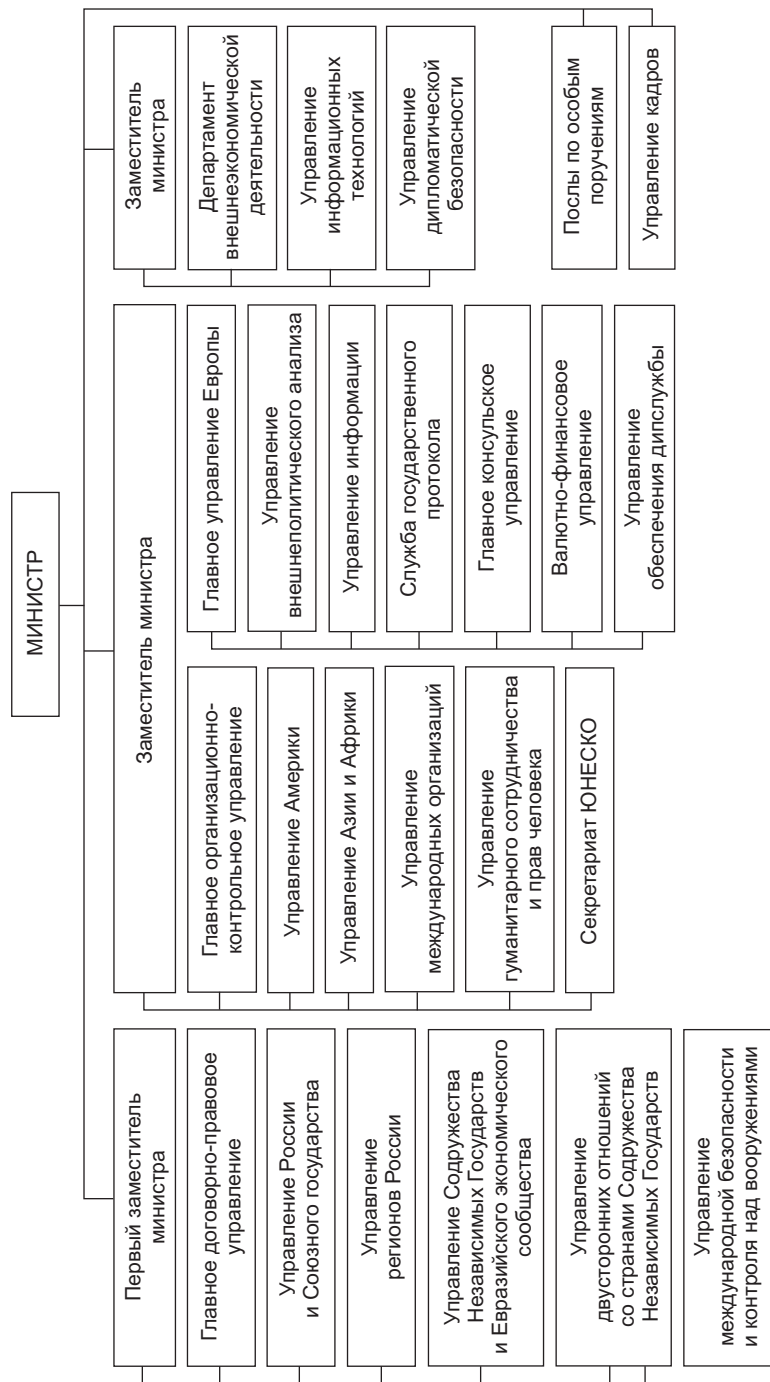 МИНИСТР
Первый заместитель
министра
Главное договорно-правовое
управление
Управление России
и Союзного государства
Управление
регионов России
Управление Содружества
Независимых Государств
и Евразийского экономического
сообщества
Управление
двусторонних отношений
со странами Содружества
Независимых Государств
Управление
международной безопасности
и контроля над вооружениями
Заместитель министра
Главное организационно-
контрольное управление
Управление Америки
Управление Азии и Африки
Управление
международных организаций
Управление
гуманитарного сотрудничества
и прав человека
Секретариат ЮНЕСКО
Главное управление Европы
Управление
внешнеполитического анализа
Управление информации
Служба государственного
протокола
Главное консульское
управление
Валютно-финансовое
управление
Управление
обеспечения дипслужбы
Заместитель
министра
Департамент
внешнеэкономической
деятельности
Управление
информационных
технологий
Управление
дипломатической
безопасности
Послы по особым
поручениям
Управление кадров